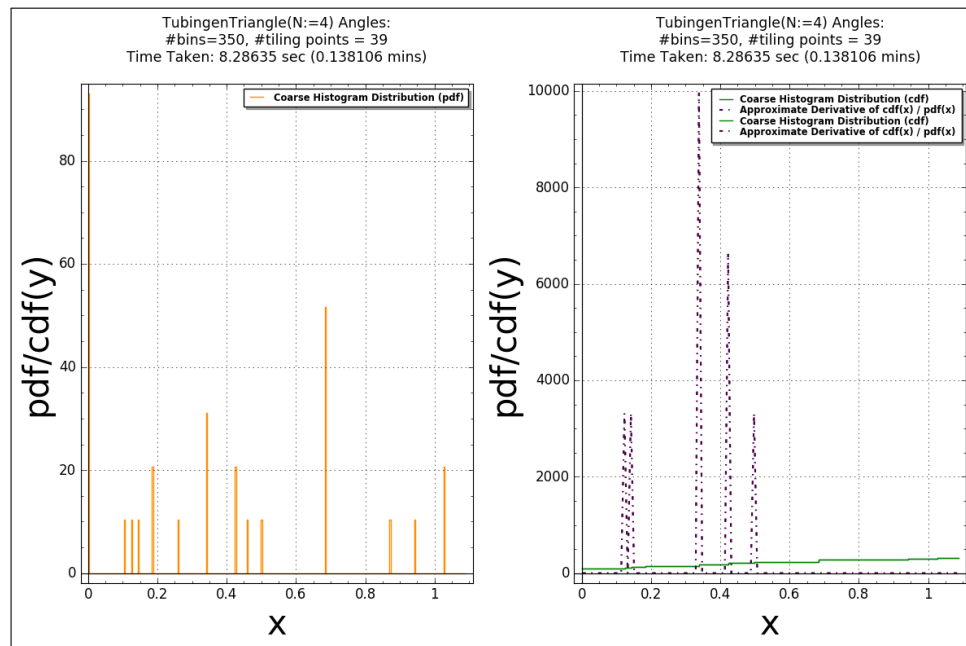 TubingenTriangle(N:=4) Angles:
#bins=350, #tiling points = 39
Time Taken: 8.28635 sec (0.138106 mins)
Coarse Histogram Distribution (pdf)
pdf/cdf(y)
80
60
40
20
0
0
0.2
0.4
0.6
0.8
1
x
TubingenTriangle(N:=4) Angles:
#bins=350, #tiling points = 39
Time Taken: 8.28635 sec (0.138106 mins)
Coarse Histogram Distribution (cdf)
Approximate Derivative of cdf(x) / pdf(x)
Coarse Histogram Distribution (cdf)
Approximate Derivative of cdf(x) / pdf(x)
pdf/cdf(y)
10000
8000
6000
4000
2000
0
0
0.2
0.4
0.6
0.8
1
x